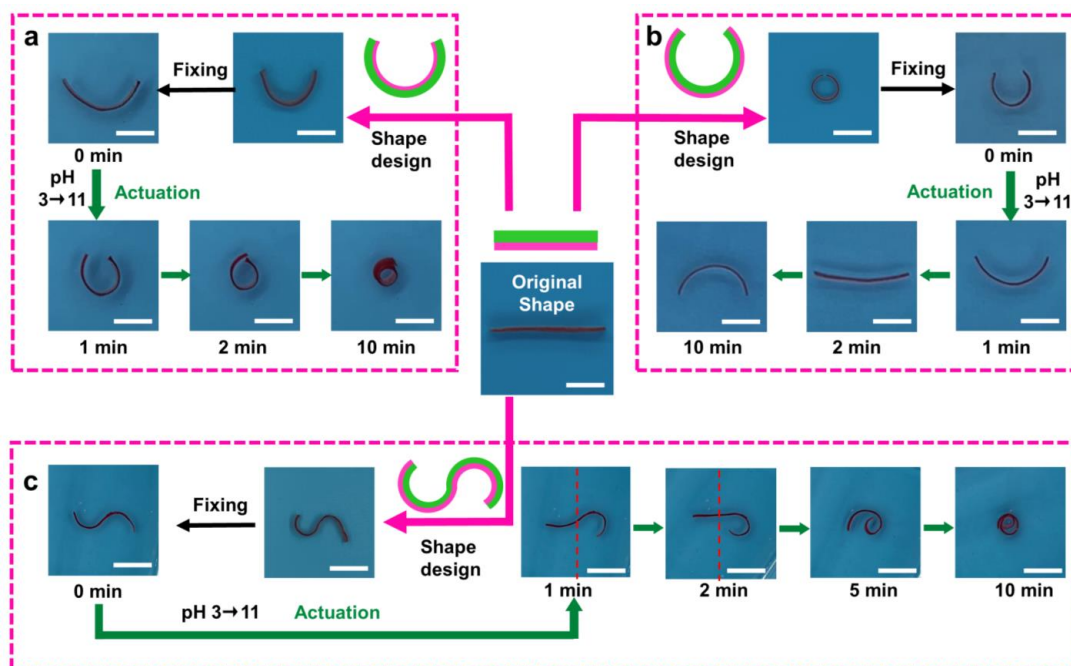 a
Fixing
Shape
design
0 min
pH
3→11
Actuation
1 min
2 min
10 min
b
Shape
design
Fixing
0 min
pH
3→11
Actuation
10 min
2 min
1 min
Original
Shape
c
Fixing
Shape
design
0 min
pH 3→11 Actuation
1 min
2 min
5 min
10 min